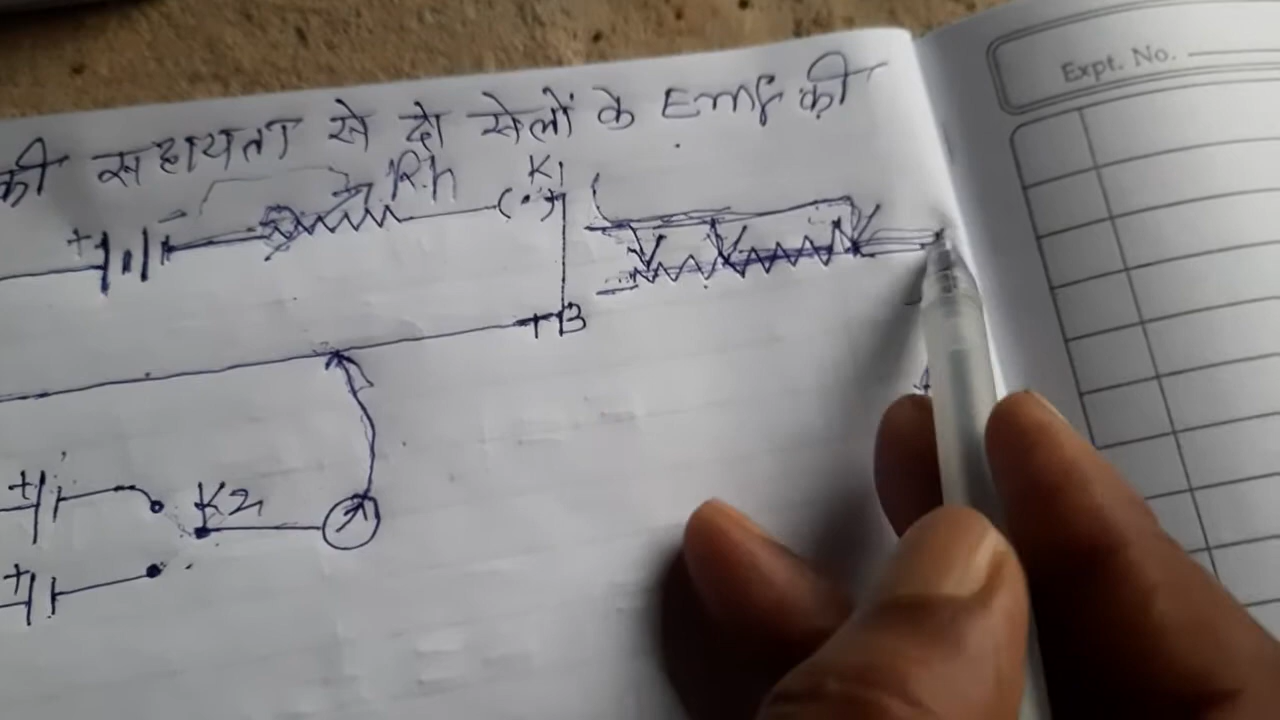 की सहायता से दो सेलों के Emf की
Expt. No.
+ Rh K1
B
+ K2
+